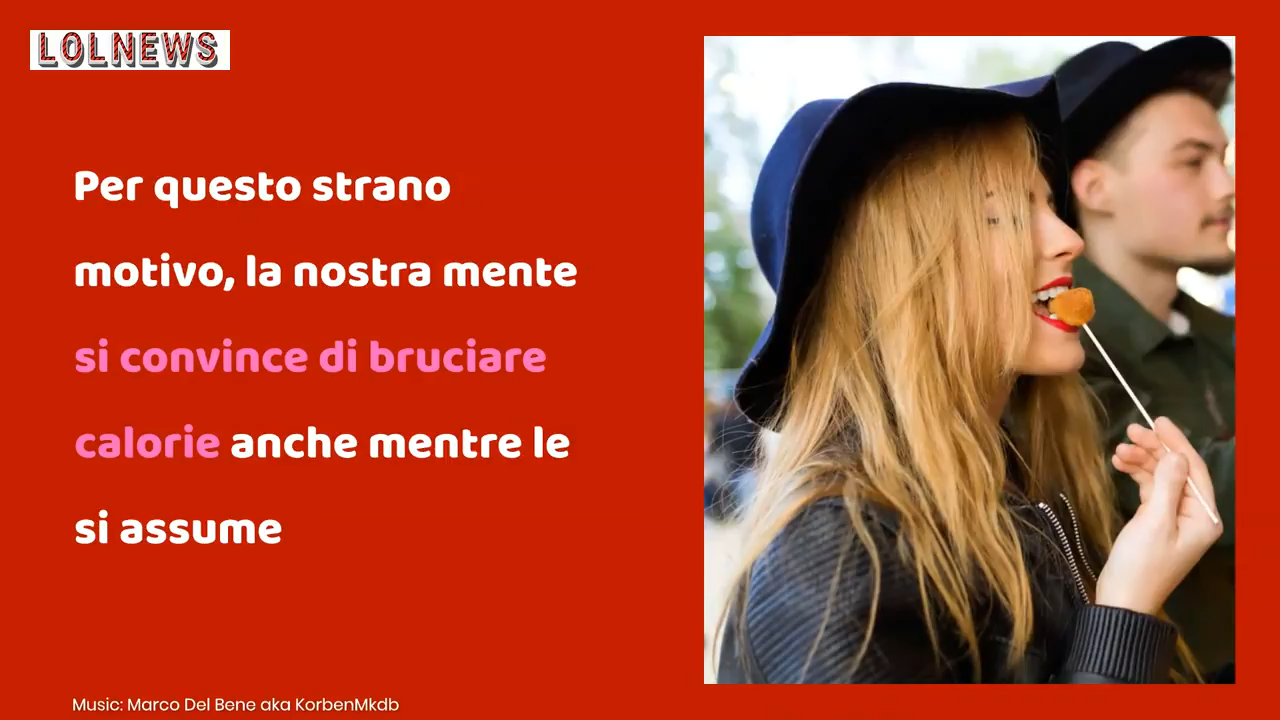 LOLNEWS
Per questo strano
motivo, la nostra mente
si convince di bruciare
calorie anche mentre le
si assume
Music: Marco Del Bene aka KorbenMkdb